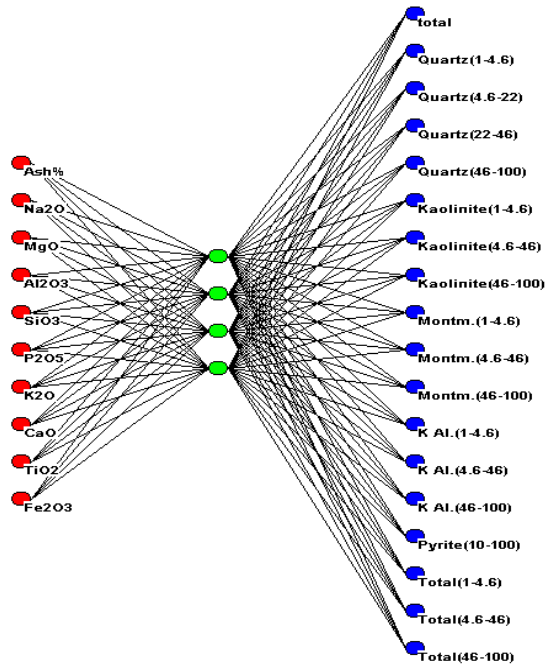 Ash%
Na2O
MgO
Al2O3
SiO3
P2O5
K2O
CaO
TiO2
Fe2O3
total
Quartz(1-4.6)
Quartz(4.6-22)
Quartz(22-46)
Quartz(46-100)
Kaolinite(1-4.6)
Kaolinite(4.6-46)
Kaolinite(46-100)
Montm.(1-4.6)
Montm.(4.6-46)
Montm.(46-100)
K Al.(1-4.6)
K Al.(4.6-46)
K Al.(46-100)
Pyrite(10-100)
Total(1-4.6)
Total(4.6-46)
Total(46-100)